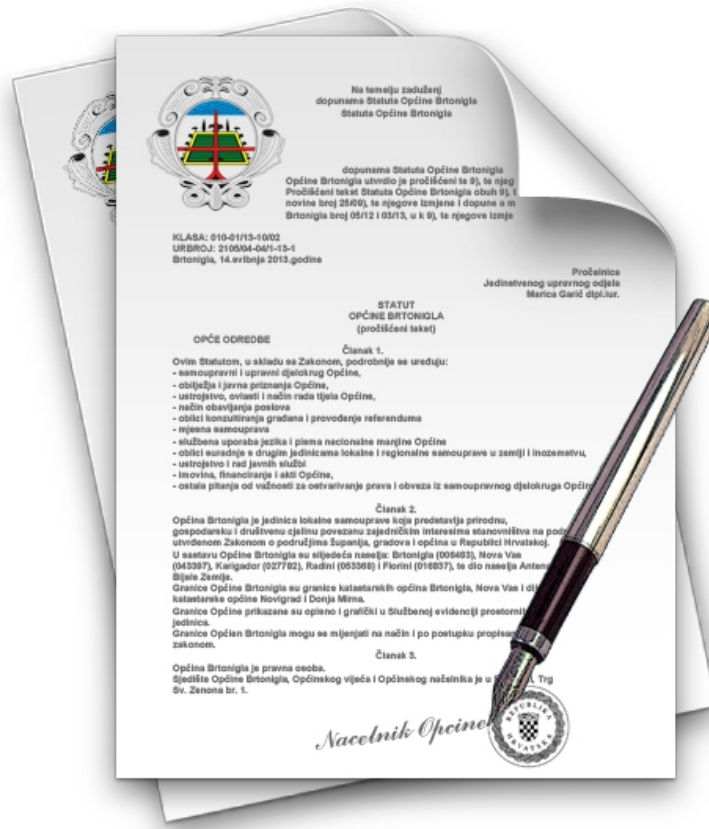 Na temelju zaduženj
dopunama Statuta Općine Brtonigla
Statuta Općine Brtonigla
dopunama Statuta Općine Brtonigla
Općine Brtonigla utvrdio je pročišćeni te 9), te njeg
Pročišćeni tekst Statuta Općine Brtonigla obuh 9), t
novine broj 25/09), te njegove izmjene i dopune a m
Brtonigla broj 05/12 i 03/13, u k 9), te njegove izmje
KLASA: 010-01/13-10/02
URBROJ: 2105/04-04/1-13-1
Brtonigla, 14.svibnja 2013.godine
Pročelnica
Jedinstvenog upravnog odjela
Marica Garić dipl.iur.
STATUT
OPĆINE BRTONIGLA
(pročišćeni tekst)
OPĆE ODREDBE
Članak 1.
Ovim Statutom, u skladu sa Zakonom, podrobnije se uređuju:
- samoupravni i upravni djelokrug Općine,
- obilježja i javna priznanja Općine,
- ustrojstvo, ovlasti i način rada tijela Općine,
- način obavljanja poslova
- oblici konzultiranja građana i provođenje referenduma
- mjesna samouprava
- službena uporaba jezika i pisma nacionalne manjine Općine
- oblici suradnje s drugim jedinicama lokalne i regionalne samouprave u zemlji i inozemstvu,
- ustrojstvo i rad javnih službi
- imovina, financiranje i akti Općine,
- ostala pitanja od važnosti za ostvarivanje prava i obveza iz samoupravnog djelokruga Općin
Članak 2.
Općina Brtonigla je jedinica lokalne samouprave koja predstavlja prirodnu,
gospodarsku i društvenu cjelinu povezanu zajedničkim interesima stanovništva na podr
utvrđenom Zakonom o područjima županija, gradova i općina u Republici Hrvatskoj.
U sastavu Općine Brtonigla su slijedeća naselja: Brtonigla (006483), Nova Vas
(043397), Karigador (027782), Radini (053368) i Fiorini (016837), te dio naselja Antena
Bijele Zemlje.
Granice Općine Brtonigla su granice katastarskih općina Brtonigla, Nova Vas i dij
katastarske općine Novigrad i Donja Mirna.
Granice Općine prikazane su opisno i grafički u Službenoj evidenciji prostornih
jedinica.
Granice Općien Brtonigla mogu se mijenjati na način i po postupku propisan
zakonom.
Članak 3.
Općina Brtonigla je pravna osoba.
Sjedište Općine Brtonigla, Općinskog vijeća i Općinskog načelnika je u Trg
Sv. Zenona br. 1.
Nacelnik Opcine
REPUBLIKA
HRVATSKA